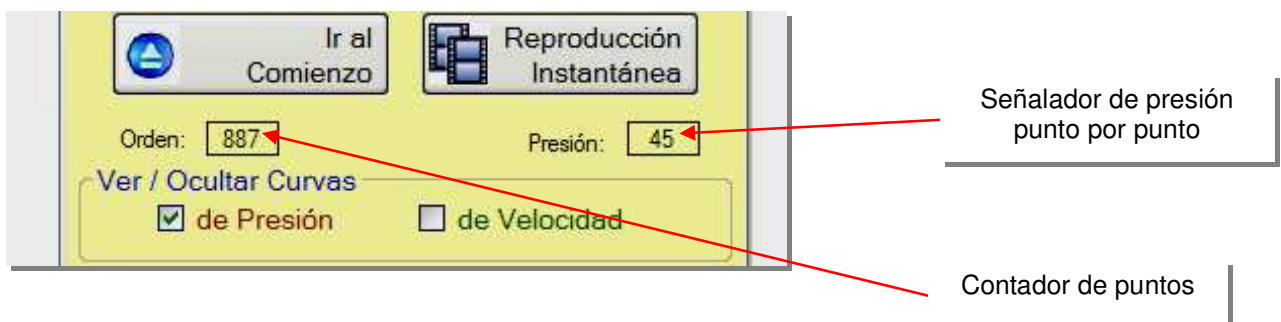 Ir al
Comienzo
Reproducción
Instantánea
Orden: 887
Presión: 45
Ver / Ocultar Curvas
de Presión
de Velocidad
Señalador de presión
punto por punto
Contador de puntos